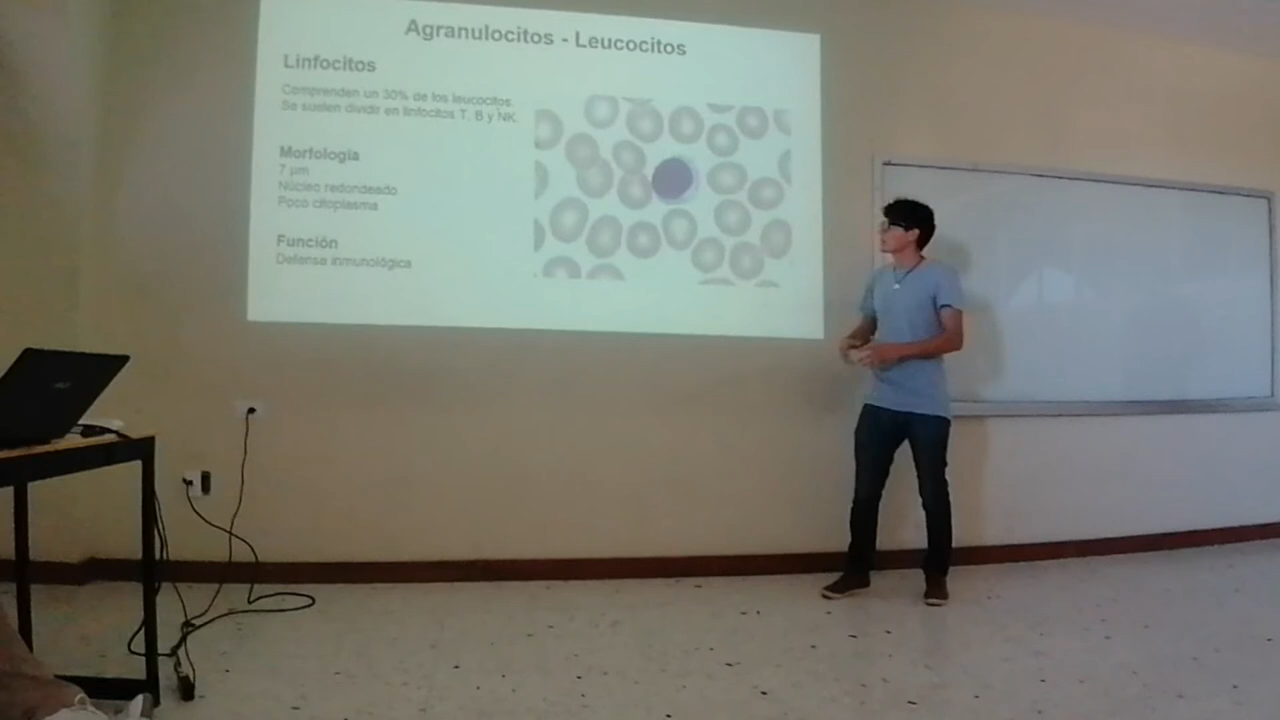 Agranulocitos - Leucocitos
Linfocitos
Comprenden un 30% de los leucocitos.
Se suelen dividir en linfocitos T, B y NK.
Morfología
7 µm
Núcleo redondeado
Poco citoplasma
Función
Defensa inmunológica